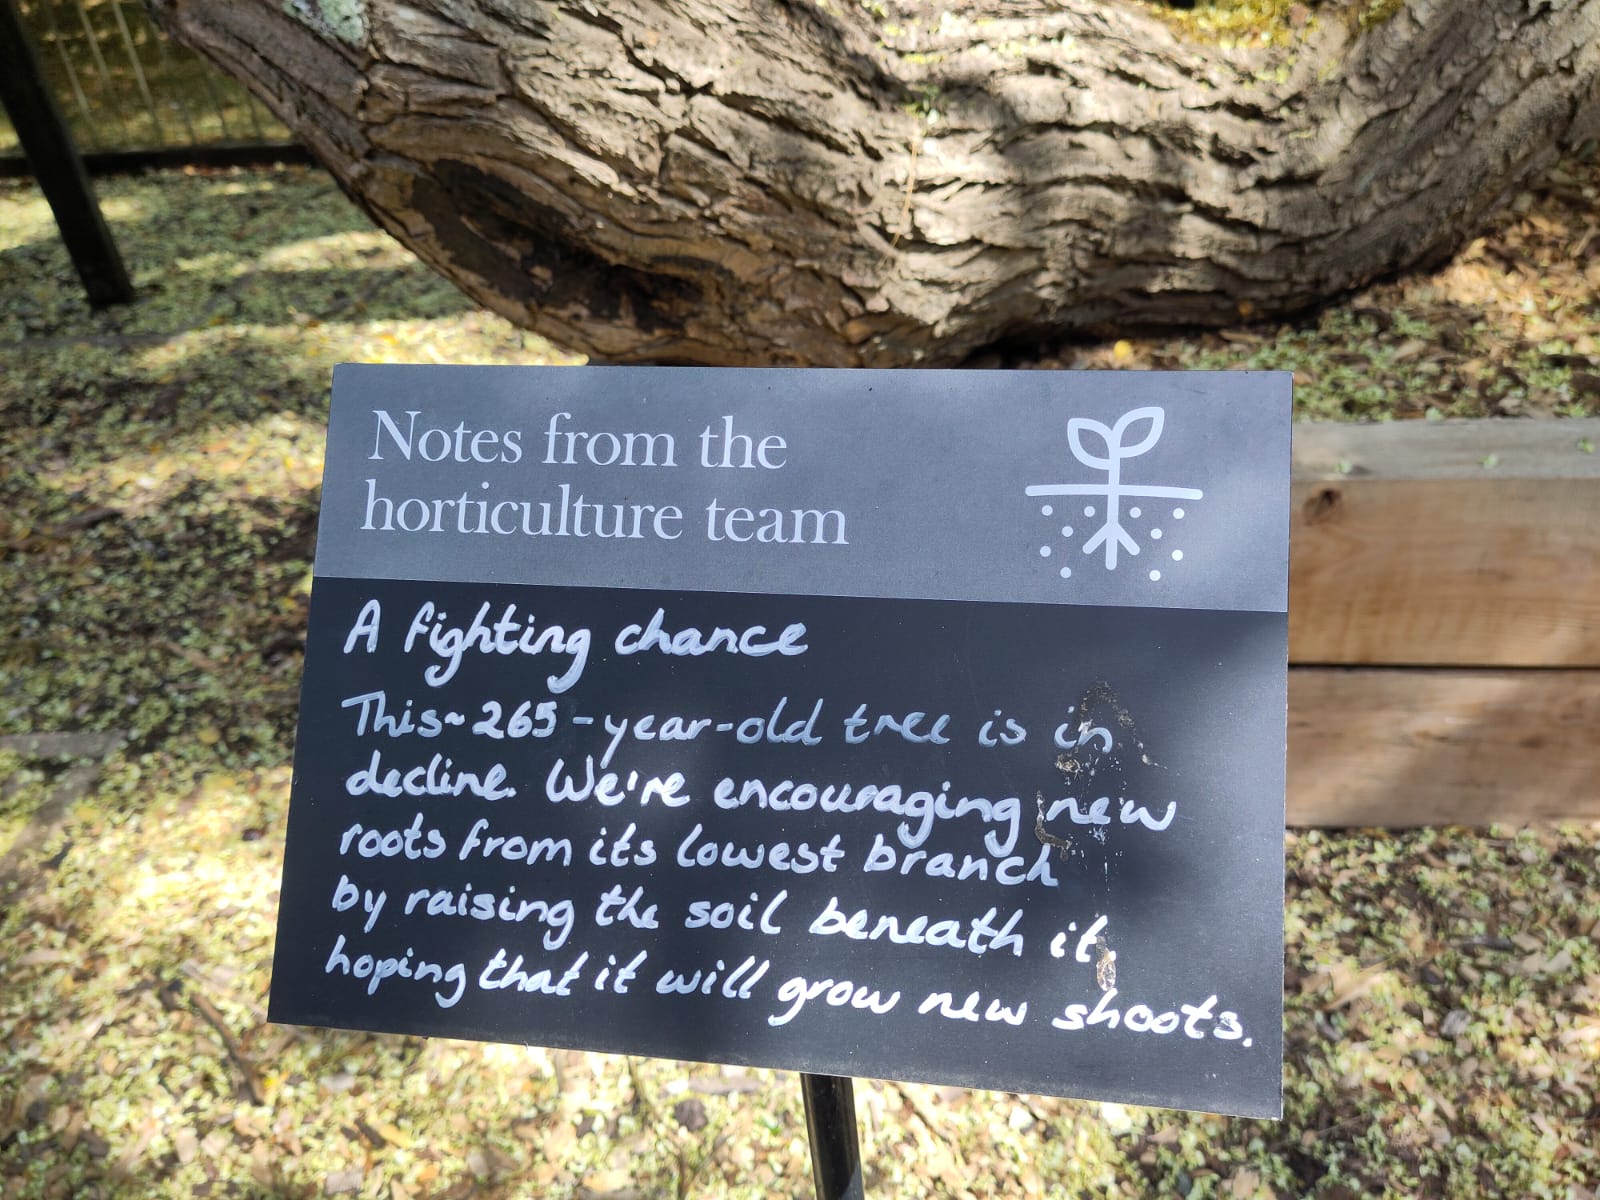 Notes from the
horticulture team
A fighting chance
This ~265-year-old tree is in
decline. We're encouraging new
roots from its lowest branch
by raising the soil beneath it,
hoping that it will grow new shoots.